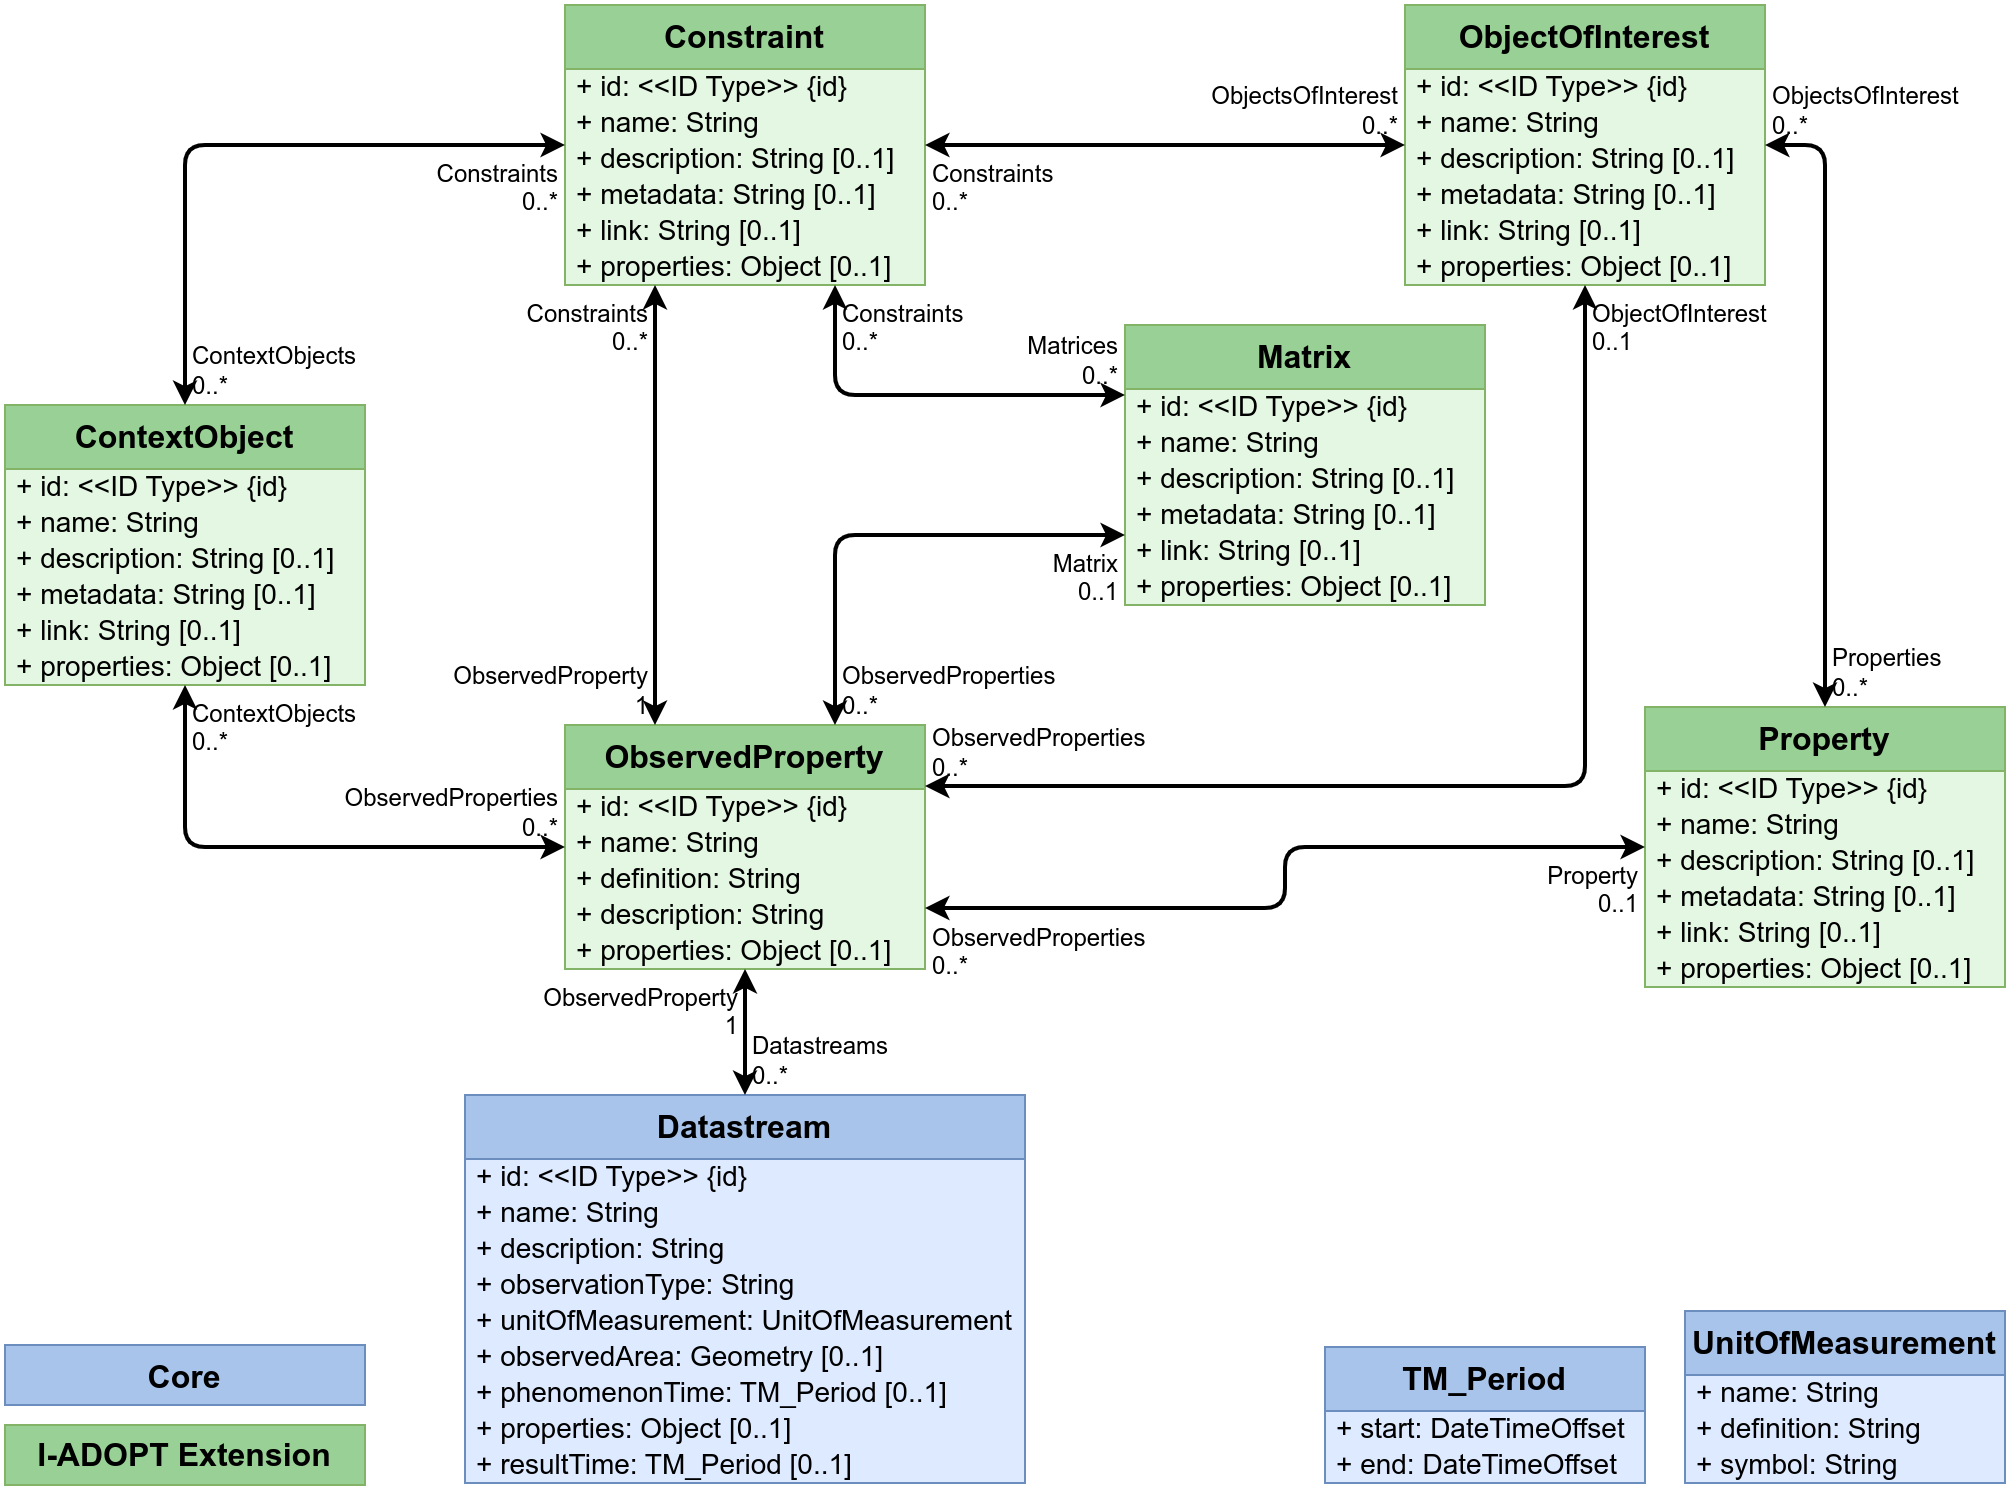 Constraint
+ id: <<ID Type>> {id}
+ name: String
+ description: String [0..1]
+ metadata: String [0..1]
+ link: String [0..1]
+ properties: Object [0..1]
ObjectOfInterest
+ id: <<ID Type>> {id}
+ name: String
+ description: String [0..1]
+ metadata: String [0..1]
+ link: String [0..1]
+ properties: Object [0..1]
ObjectsOfInterest
0..*
ObjectsOfInterest
0..*
Constraints
0..*
Constraints
0..*
Constraints
0..*
Constraints
0..*
ObjectOfInterest
0..1
Matrices
0..*
Matrix
+ id: <<ID Type>> {id}
+ name: String
+ description: String [0..1]
+ metadata: String [0..1]
+ link: String [0..1]
+ properties: Object [0..1]
Matrix
0..1
ContextObjects
0..*
ContextObject
+ id: <<ID Type>> {id}
+ name: String
+ description: String [0..1]
+ metadata: String [0..1]
+ link: String [0..1]
+ properties: Object [0..1]
ContextObjects
0..*
ObservedProperty
1
ObservedProperties
0..*
ObservedProperties
0..*
ObservedProperties
0..*
ObservedProperty
+ id: <<ID Type>> {id}
+ name: String
+ definition: String
+ description: String
+ properties: Object [0..1]
ObservedProperties
0..*
Properties
0..*
Property
+ id: <<ID Type>> {id}
+ name: String
+ description: String [0..1]
+ metadata: String [0..1]
+ link: String [0..1]
+ properties: Object [0..1]
Property
0..1
ObservedProperty
1
Datastreams
0..*
Datastream
+ id: <<ID Type>> {id}
+ name: String
+ description: String
+ observationType: String
+ unitOfMeasurement: UnitOfMeasurement
+ observedArea: Geometry [0..1]
+ phenomenonTime: TM_Period [0..1]
+ properties: Object [0..1]
+ resultTime: TM_Period [0..1]
Core
I-ADOPT Extension
TM_Period
+ start: DateTimeOffset
+ end: DateTimeOffset
UnitOfMeasurement
+ name: String
+ definition: String
+ symbol: String